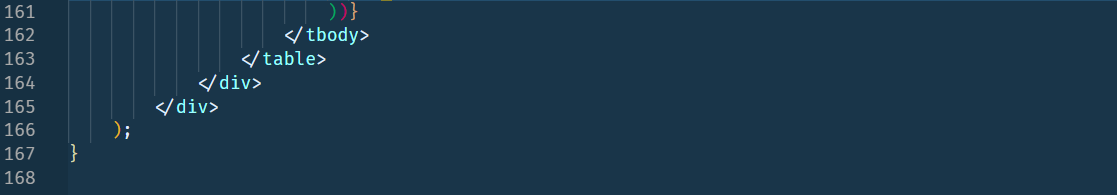 161 ))}
162 </tbody>
163 </table>
164 </div>
165 </div>
166 );
167 }
168